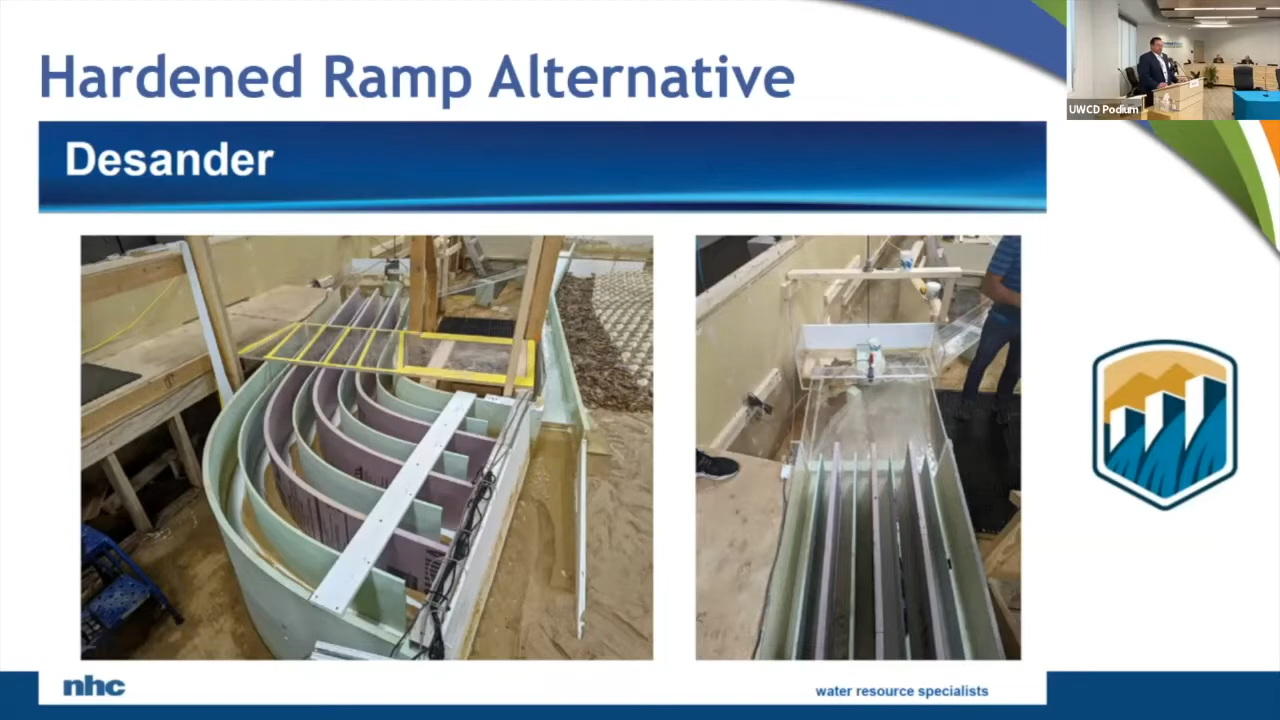 Hardened Ramp Alternative
UWCD Podium
Desander
nhc
water resource specialists